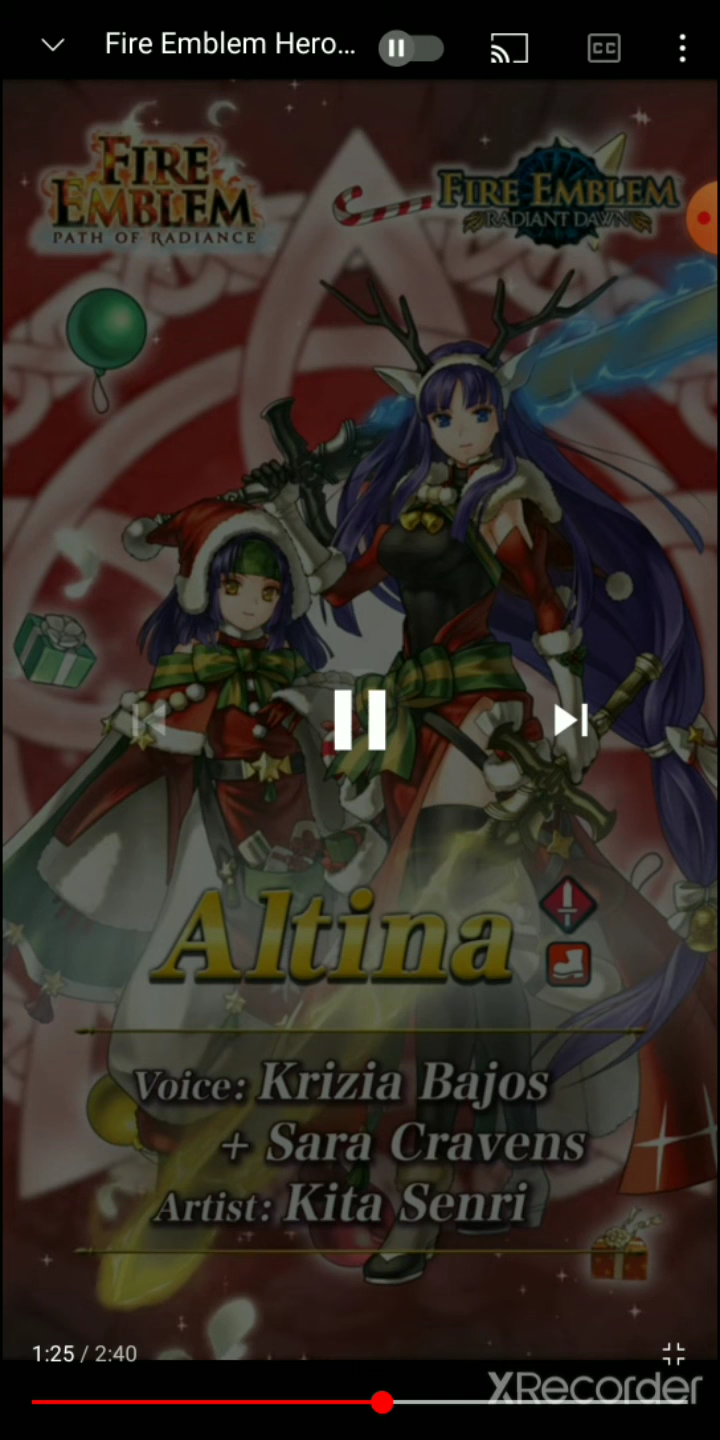 Fire Emblem Hero...
CC
FIRE EMBLEM
PATH OF RADIANCE
FIRE EMBLEM
RADIANT DAWN
Altina
Voice: Krizia Bajos
+ Sara Cravens
Artist: Kita Senri
1:25 / 2:40
XRecorder